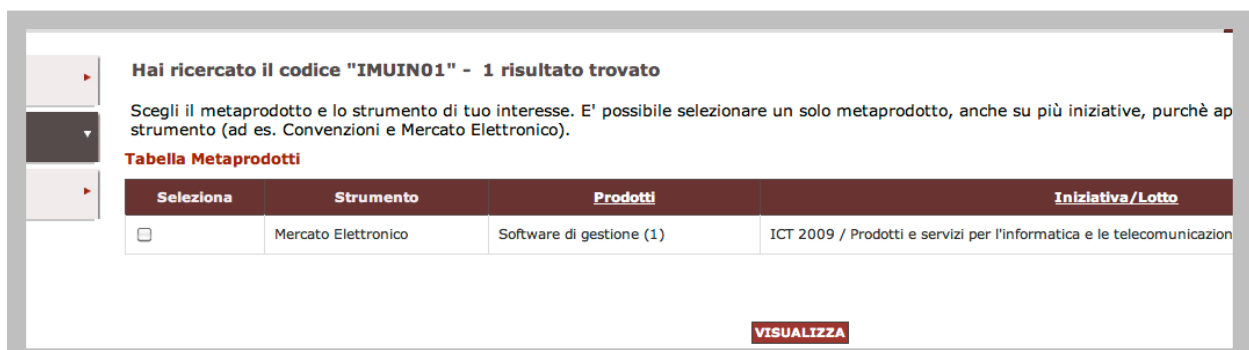 Hai ricercato il codice "IMUIN01" - 1 risultato trovato
Scegli il metaprodotto e lo strumento di tuo interesse. E' possibile selezionare un solo metaprodotto, anche su più iniziative, purchè ap
strumento (ad es. Convenzioni e Mercato Elettronico).
Tabella Metaprodotti
Seleziona Strumento Prodotti Iniziativa/Lotto
Mercato Elettronico Software di gestione (1) ICT 2009 / Prodotti e servizi per l'informatica e le telecomunicazion
VISUALIZZA